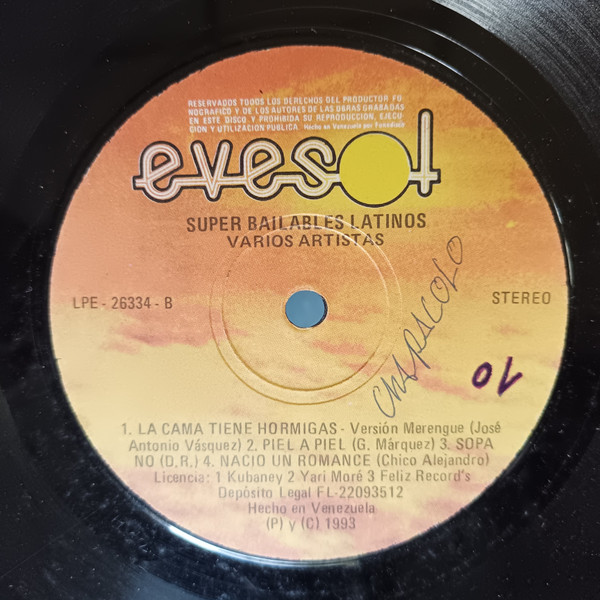 RESERVADOS TODOS LOS DERECHOS DEL PRODUCTOR FO-
NOGRAFICO Y DE LOS AUTORES DE LAS OBRAS GRABADAS
EN ESTE DISCO Y PROHIBIDA SU REPRODUCCION, EJECU-
CION Y UTILIZACION PUBLICA. Hecho en Venezuela por Fonodisco
evesol
SUPER BAILABLES LATINOS
VARIOS ARTISTAS
LPE - 26334 - B
STEREO
CHAPACOLO
1. LA CAMA TIENE HORMIGAS - Versión Merengue (José
Antonio Vásquez) 2. PIEL A PIEL (G. Márquez) 3. SOPA
NO (D.R.) 4. NACIO UN ROMANCE (Chico Alejandro)
Licencia: 1 Kubaney 2 Yari Moré 3 Feliz Record's
Depósito Legal FL-22093512
Hecho en Venezuela
(P) y (C) 1993